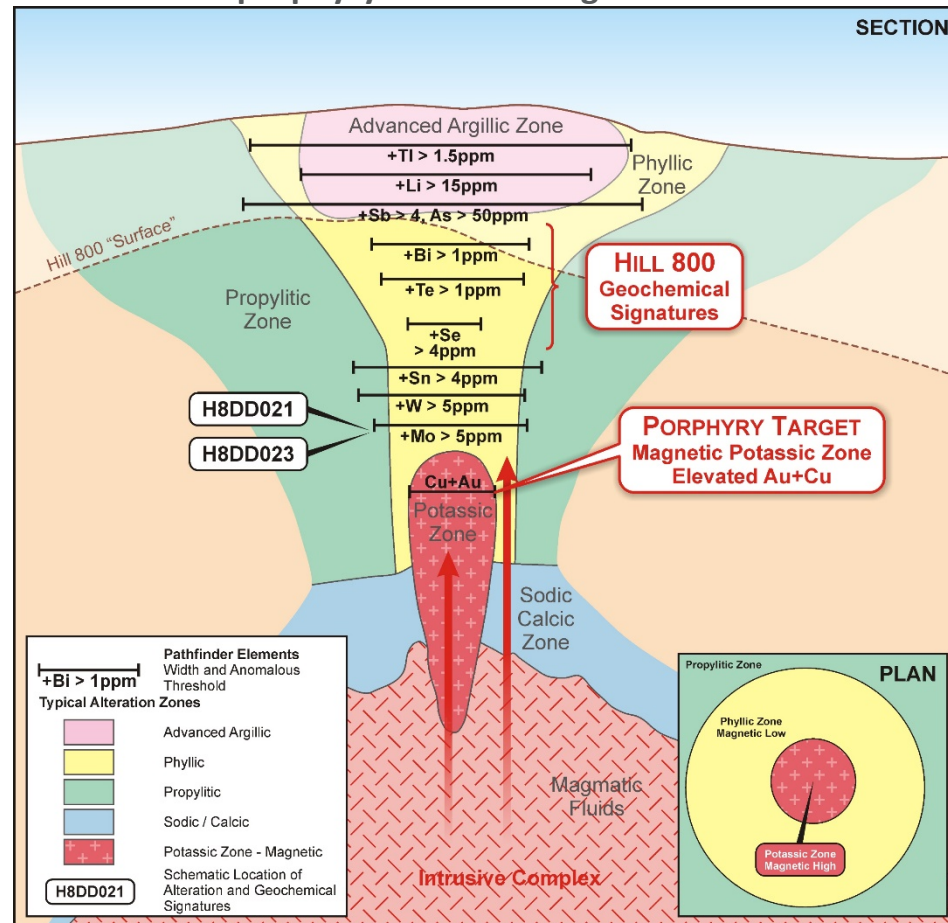 SECTION
Advanced Argillic Zone
+Tl > 1.5ppm
Phyllic
Zone
+Li > 15ppm
+Sb > 4, As > 50ppm
Hill 800 "Surface"
+Bi > 1ppm
HILL 800
Geochemical
Signatures
+Te > 1ppm
Propylitic
Zone
+Se
> 4ppm
+Sn > 4ppm
+W > 5ppm
H8DD021
+Mo > 5ppm
H8DD023
PORPHYRY TARGET
Magnetic Potassic Zone
Elevated Au+Cu
Cu+Au
Potassic
Zone
Sodic
Calcic
Zone
Magmatic
Fluids
Intrusive Complex
+Bi > 1ppm
Pathfinder Elements
Width and Anomalous
Threshold
Typical Alteration Zones
Advanced Argillic
Phyllic
Propylitic
Sodic / Calcic
Potassic Zone - Magnetic
H8DD021
Schematic Location of
Alteration and Geochemical
Signatures
Propylitic Zone
PLAN
Phyllic Zone
Magnetic Low
Potassic Zone
Magnetic High